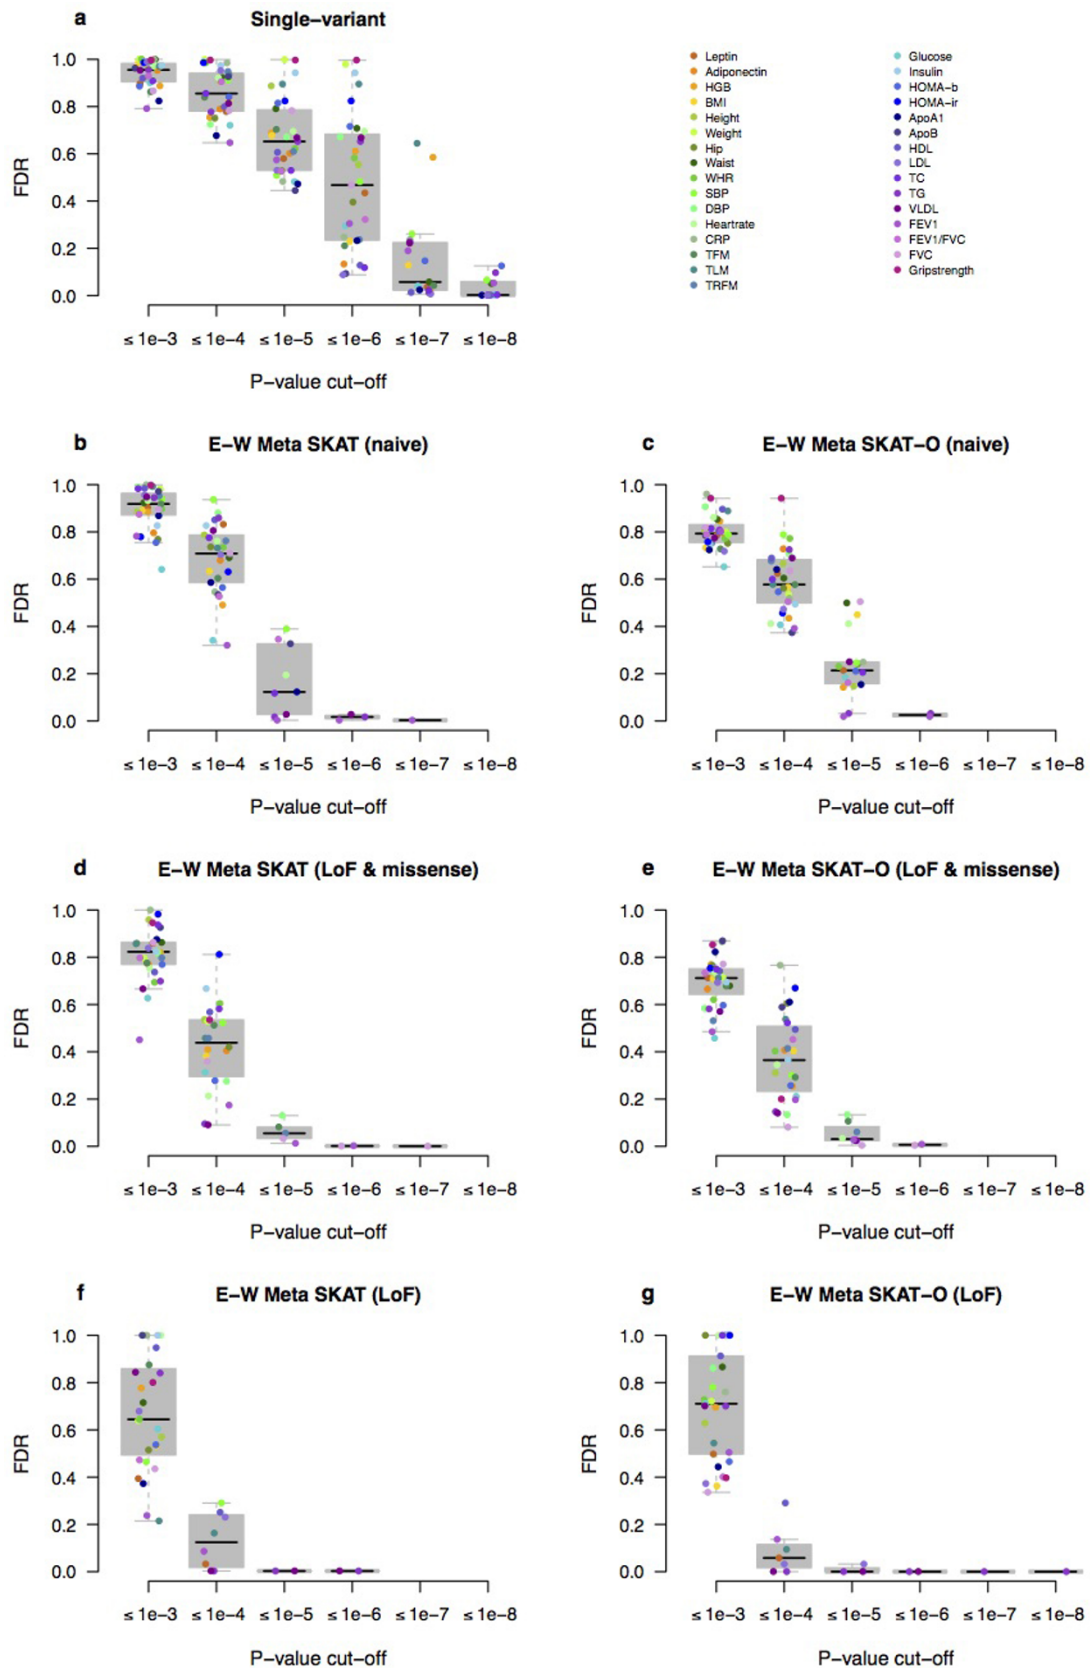 a Single−variant
FDR
1.0
0.8
0.6
0.4
0.2
0.0
≤ 1e−3 ≤ 1e−4 ≤ 1e−5 ≤ 1e−6 ≤ 1e−7 ≤ 1e−8
P−value cut−off
Leptin
Adiponectin
HGB
BMI
Height
Weight
Hip
Waist
WHR
SBP
DBP
Heartrate
CRP
TFM
TLM
TRFM
Glucose
Insulin
HOMA-b
HOMA-ir
ApoA1
ApoB
HDL
LDL
TC
TG
VLDL
FEV1
FEV1/FVC
FVC
Gripstrength
b E−W Meta SKAT (naive)
FDR
1.0
0.8
0.6
0.4
0.2
0.0
≤ 1e−3 ≤ 1e−4 ≤ 1e−5 ≤ 1e−6 ≤ 1e−7 ≤ 1e−8
P−value cut−off
c E−W Meta SKAT−O (naive)
FDR
1.0
0.8
0.6
0.4
0.2
0.0
≤ 1e−3 ≤ 1e−4 ≤ 1e−5 ≤ 1e−6 ≤ 1e−7 ≤ 1e−8
P−value cut−off
d E−W Meta SKAT (LoF & missense)
FDR
1.0
0.8
0.6
0.4
0.2
0.0
≤ 1e−3 ≤ 1e−4 ≤ 1e−5 ≤ 1e−6 ≤ 1e−7 ≤ 1e−8
P−value cut−off
e E−W Meta SKAT−O (LoF & missense)
FDR
1.0
0.8
0.6
0.4
0.2
0.0
≤ 1e−3 ≤ 1e−4 ≤ 1e−5 ≤ 1e−6 ≤ 1e−7 ≤ 1e−8
P−value cut−off
f E−W Meta SKAT (LoF)
FDR
1.0
0.8
0.6
0.4
0.2
0.0
≤ 1e−3 ≤ 1e−4 ≤ 1e−5 ≤ 1e−6 ≤ 1e−7 ≤ 1e−8
P−value cut−off
g E−W Meta SKAT−O (LoF)
FDR
1.0
0.8
0.6
0.4
0.2
0.0
≤ 1e−3 ≤ 1e−4 ≤ 1e−5 ≤ 1e−6 ≤ 1e−7 ≤ 1e−8
P−value cut−off